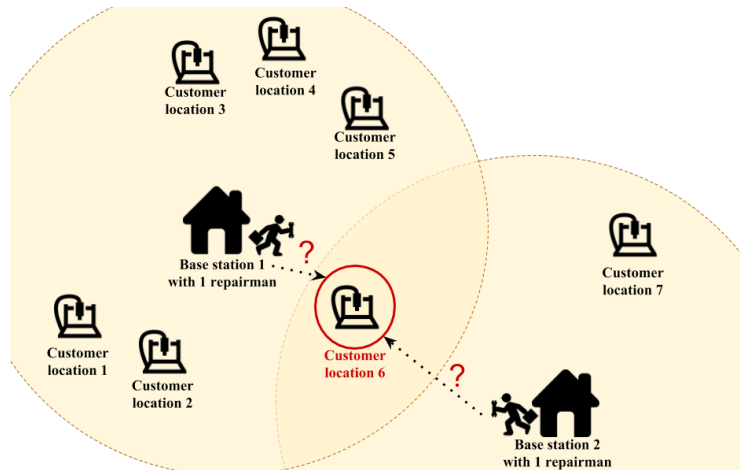 Customer
location 3
Customer
location 4
Customer
location 5
Base station 1
with 1 repairman
?
Customer
location 7
Customer
location 1
Customer
location 2
Customer
location 6
?
Base station 2
with 1 repairman